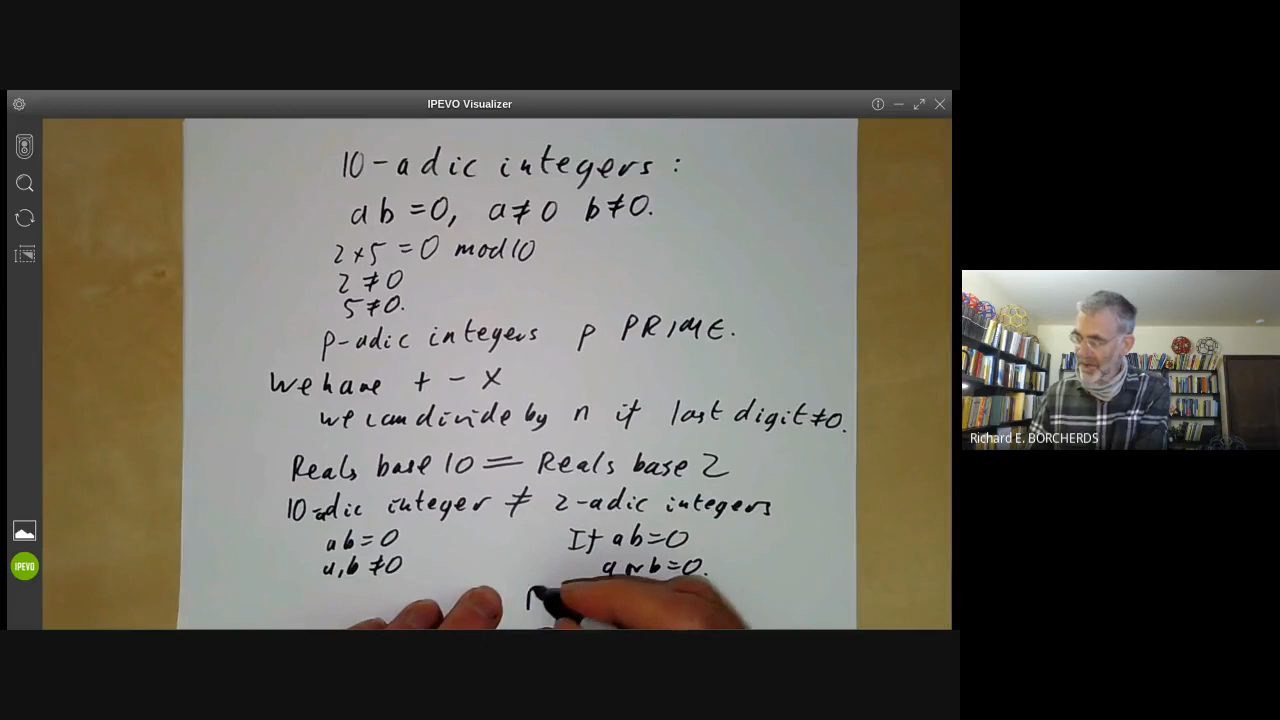 IPEVO Visualizer
10-adic integers:
ab=0, a≠0 b≠0.
2×5 = 0 mod 10
2 ≠ 0
5 ≠ 0.
p-adic integers p PRIME.
We have + - ×
we can divide by n if last digit ≠0.
Reals base 10 = Reals base 2
10-adic integer ≠ 2-adic integers
ab=0 If ab=0
a,b ≠0 a or b=0.
Richard E. BORCHERDS
IPEVO